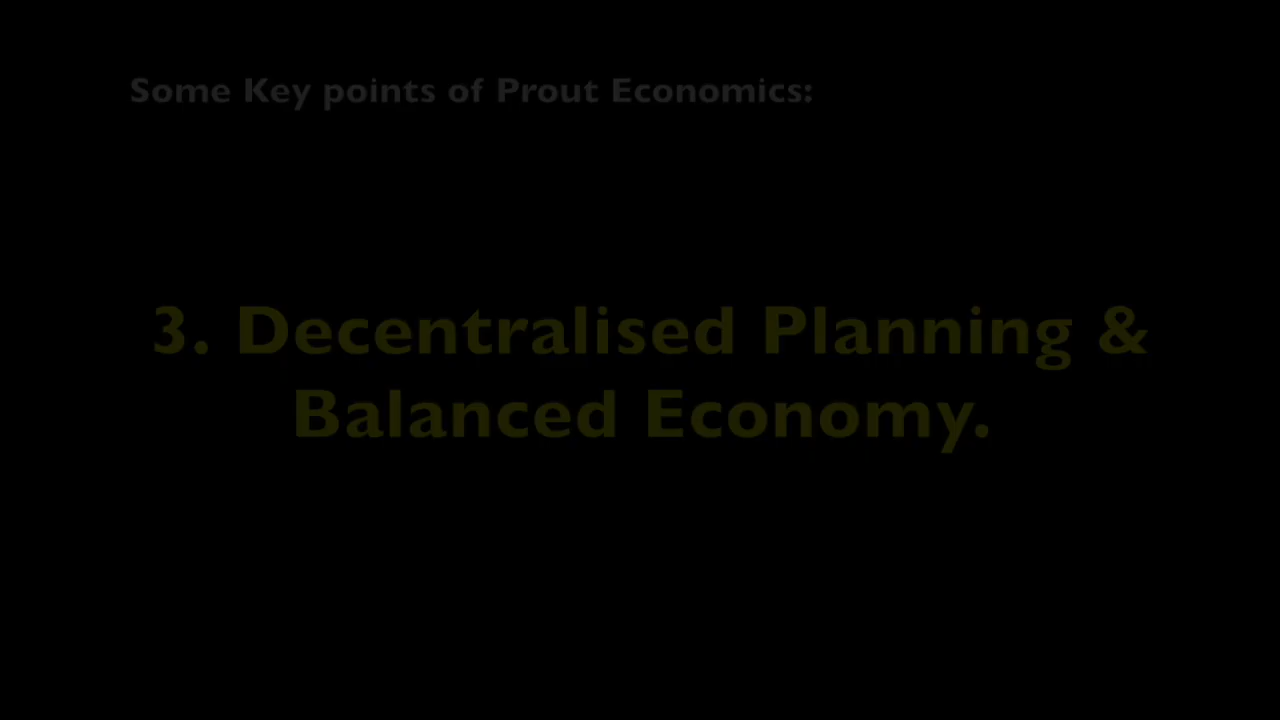 Some Key points of Prout Economics:
3. Decentralised Planning &
Balanced Economy.